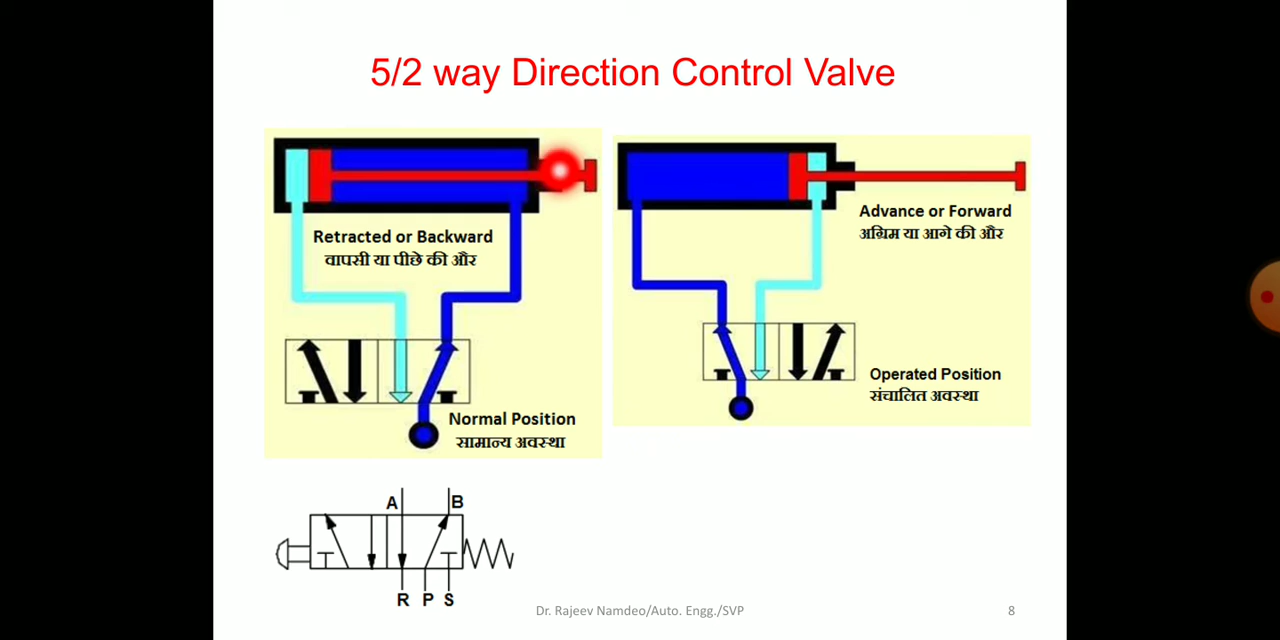 5/2 way Direction Control Valve
Retracted or Backward
वापसी या पीछे की और
Normal Position
सामान्य अवस्था
Advance or Forward
अग्रिम या आगे की और
Operated Position
संचालित अवस्था
A B
R P S
Dr. Rajeev Namdeo/Auto. Engg./SVP
8